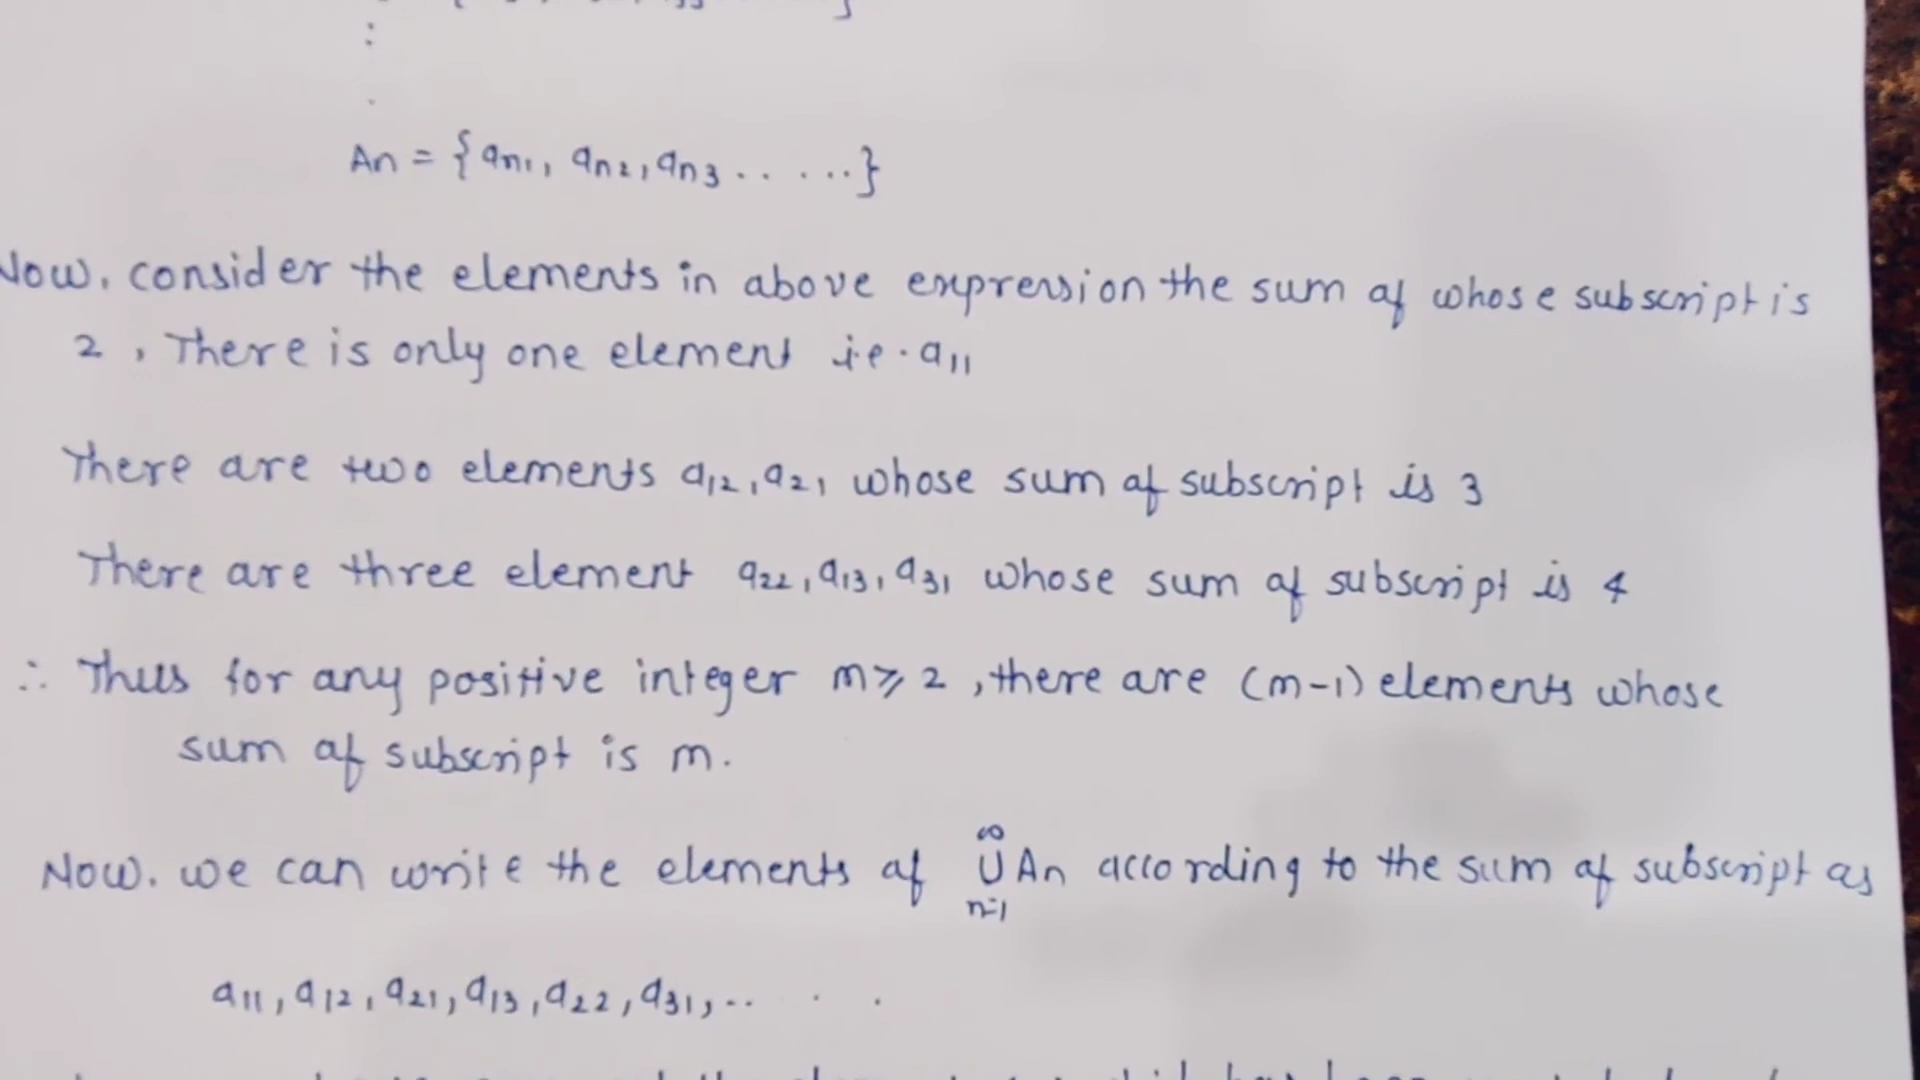 An = {an1, an2, an3 . . . . . .}
Now. consider the elements in above expression the sum of whose subscript is
2 , There is only one element i.e. a11
There are two elements a12, a21 whose sum of subscript is 3
There are three element a22, a13, a31 whose sum of subscript is 4
∴ Thus for any positive integer m ⩾ 2 , there are (m-1) elements whose
sum of subscript is m.
Now. we can write the elements of ∞ ∪ n=1 An according to the sum of subscript as
a11, a12, a21, a13, a22, a31, .. . .